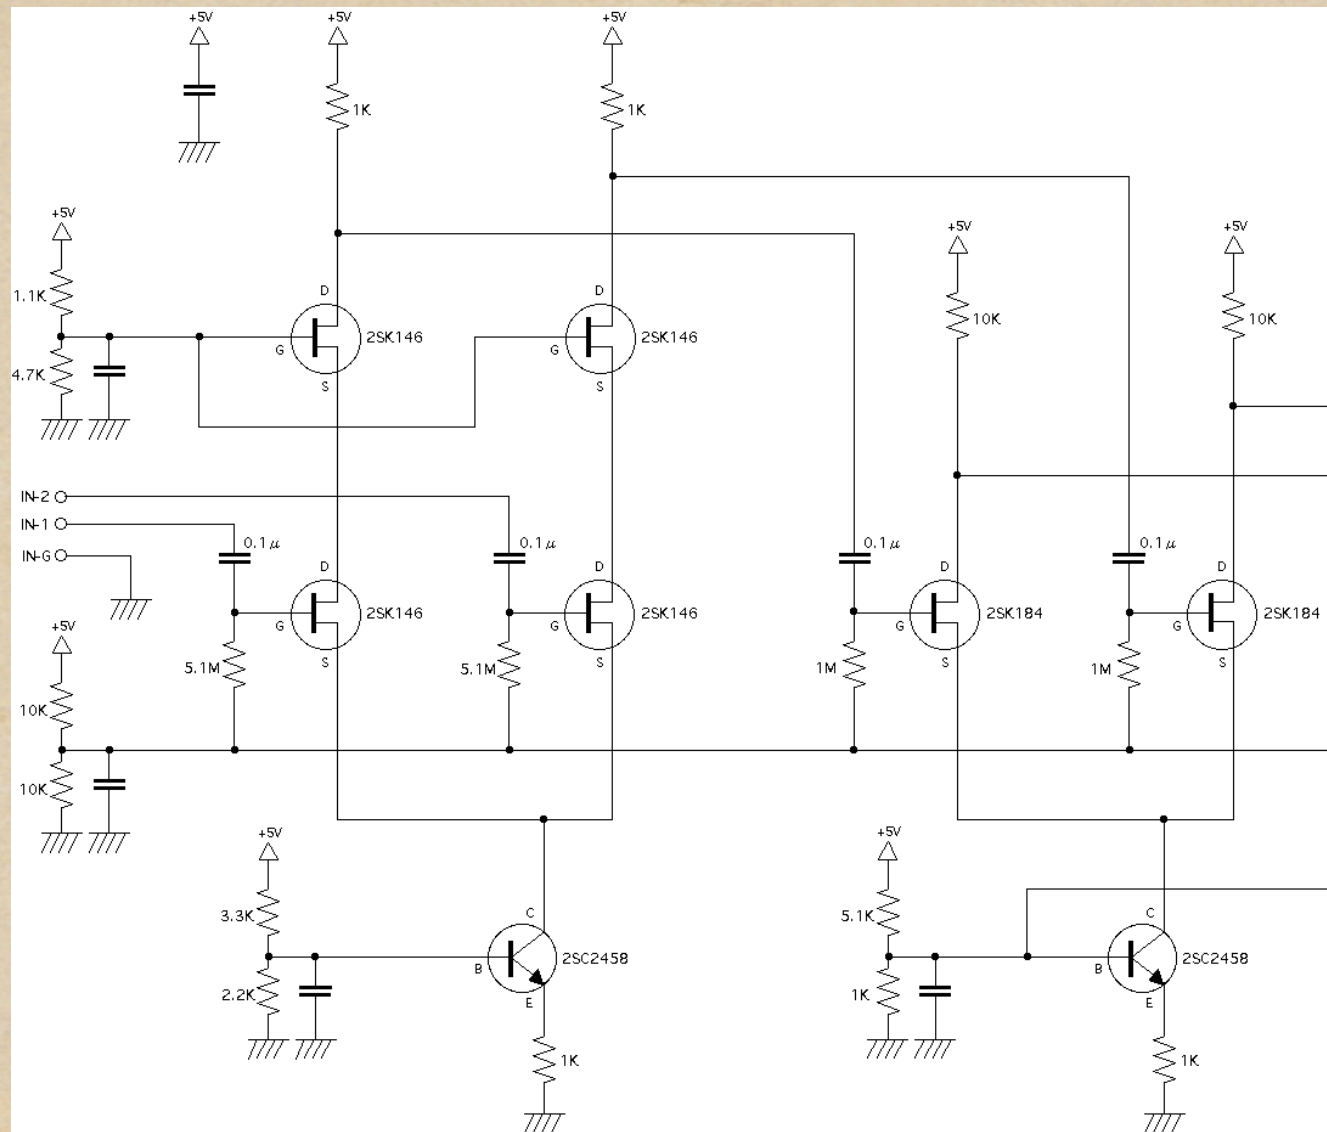 +5V
+5V
+5V
1K
1K
+5V
+5V
+5V
1.1K
D
D
10K
10K
G
2SK146
G
2SK146
4.7K
S
S
IN-2
IN-1
IN-G
0.1μ
0.1μ
0.1μ
0.1μ
D
D
D
D
G
2SK146
G
2SK146
G
2SK184
G
2SK184
+5V
5.1M
S
5.1M
S
1M
S
1M
S
10K
10K
+5V
+5V
3.3K
C
5.1K
C
B
2SC2458
B
2SC2458
2.2K
E
1K
E
1K
1K